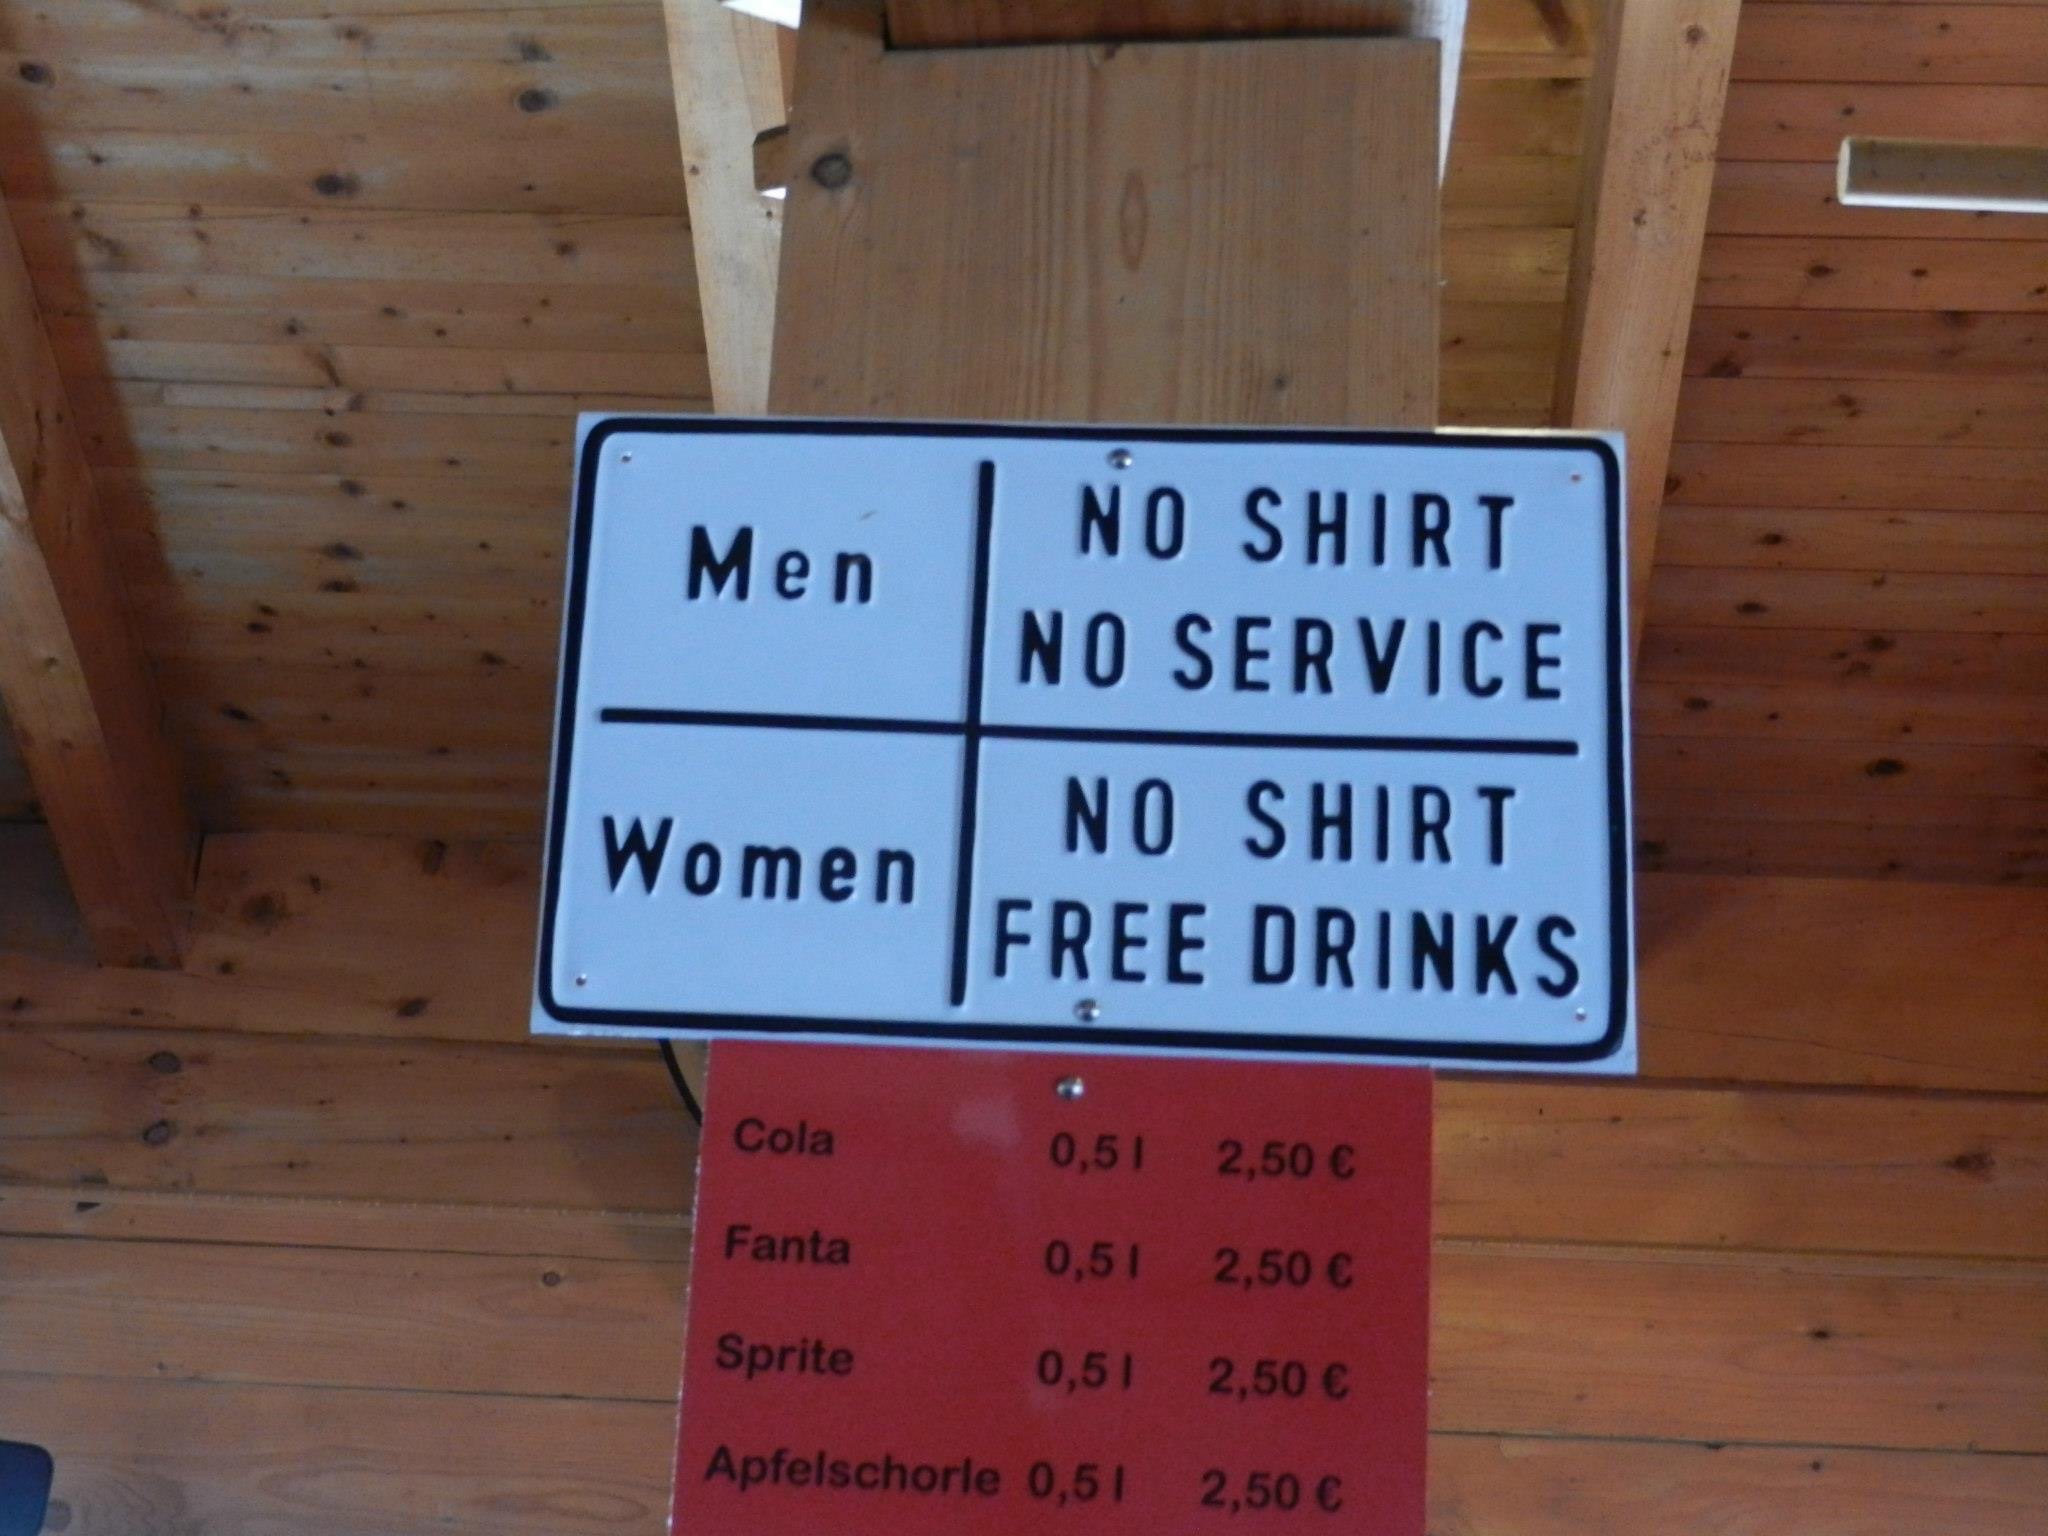 Men
NO SHIRT
NO SERVICE
Women
NO SHIRT
FREE DRINKS
Cola 0,5 l 2,50 €
Fanta 0,5 l 2,50 €
Sprite 0,5 l 2,50 €
Apfelschorle 0,5 l 2,50 €